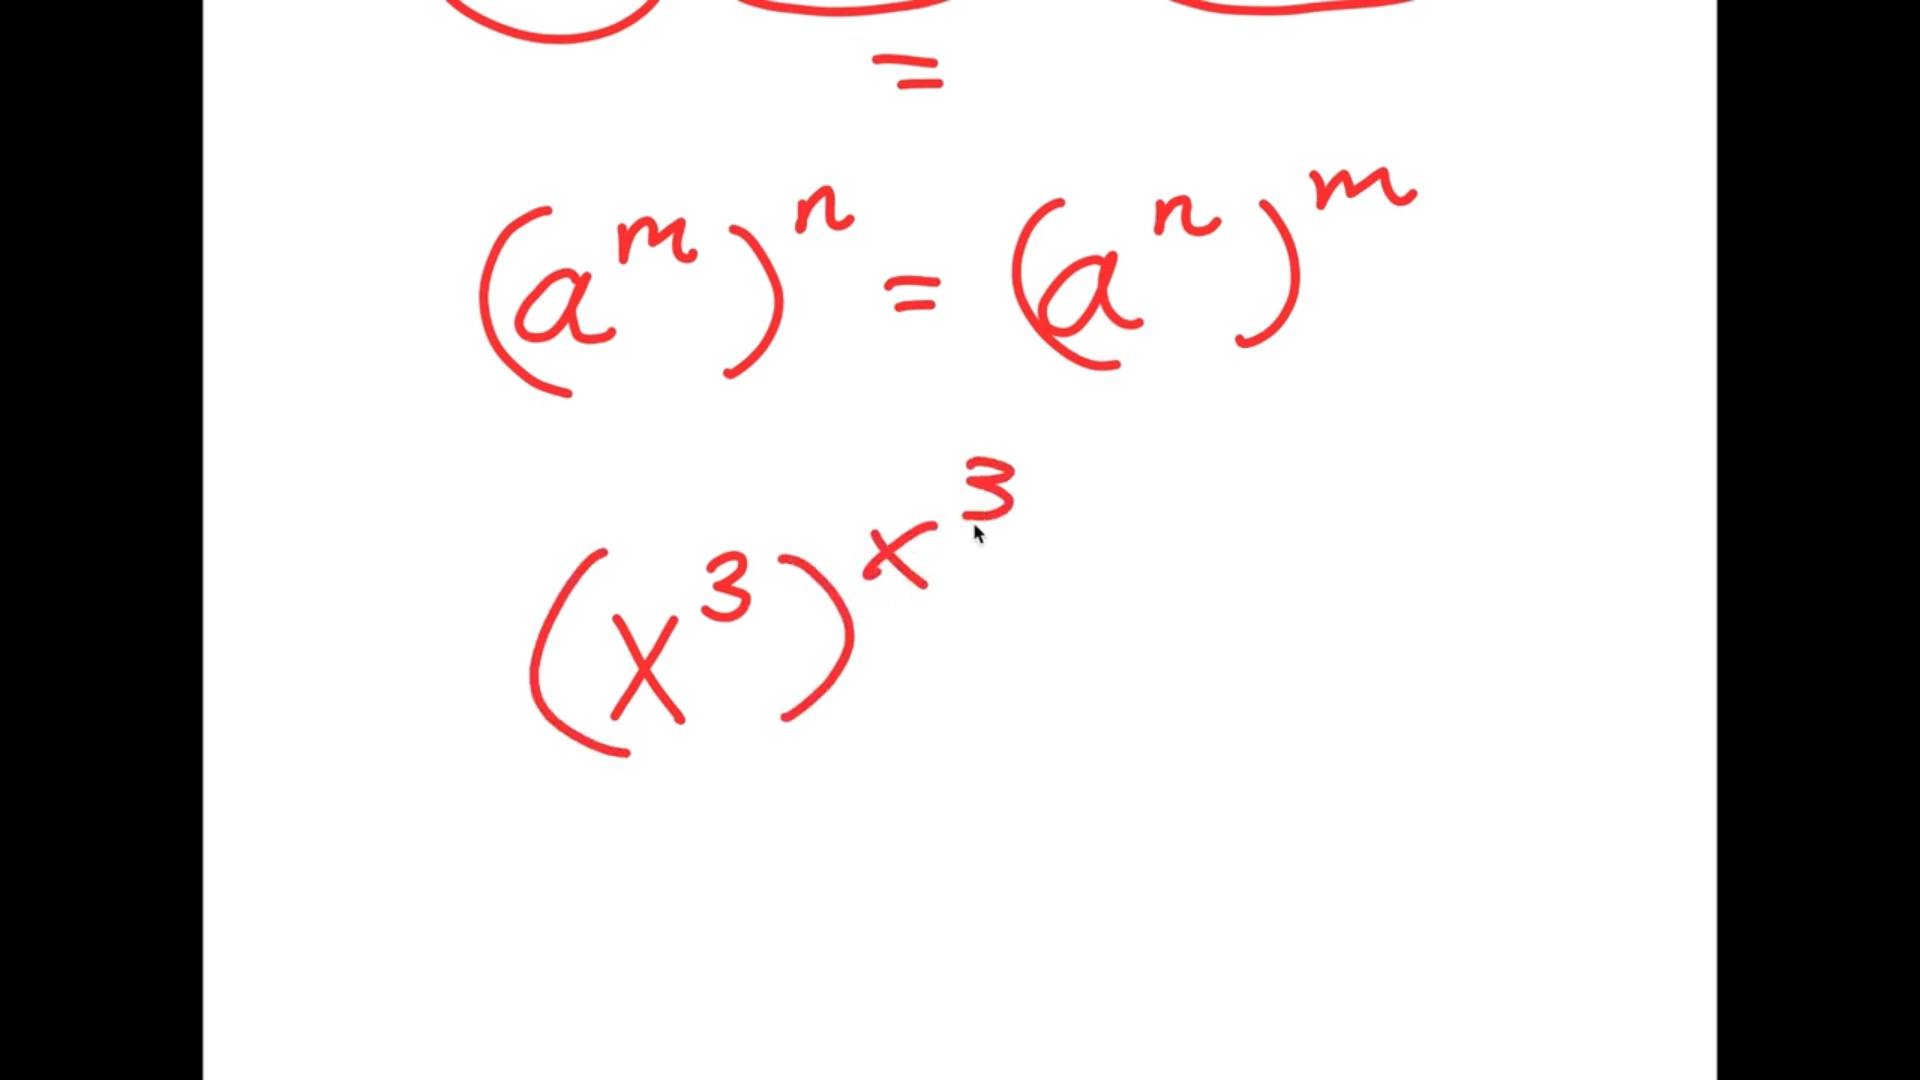 =
(a^m)^n = (a^n)^m
(x^3)^x^3